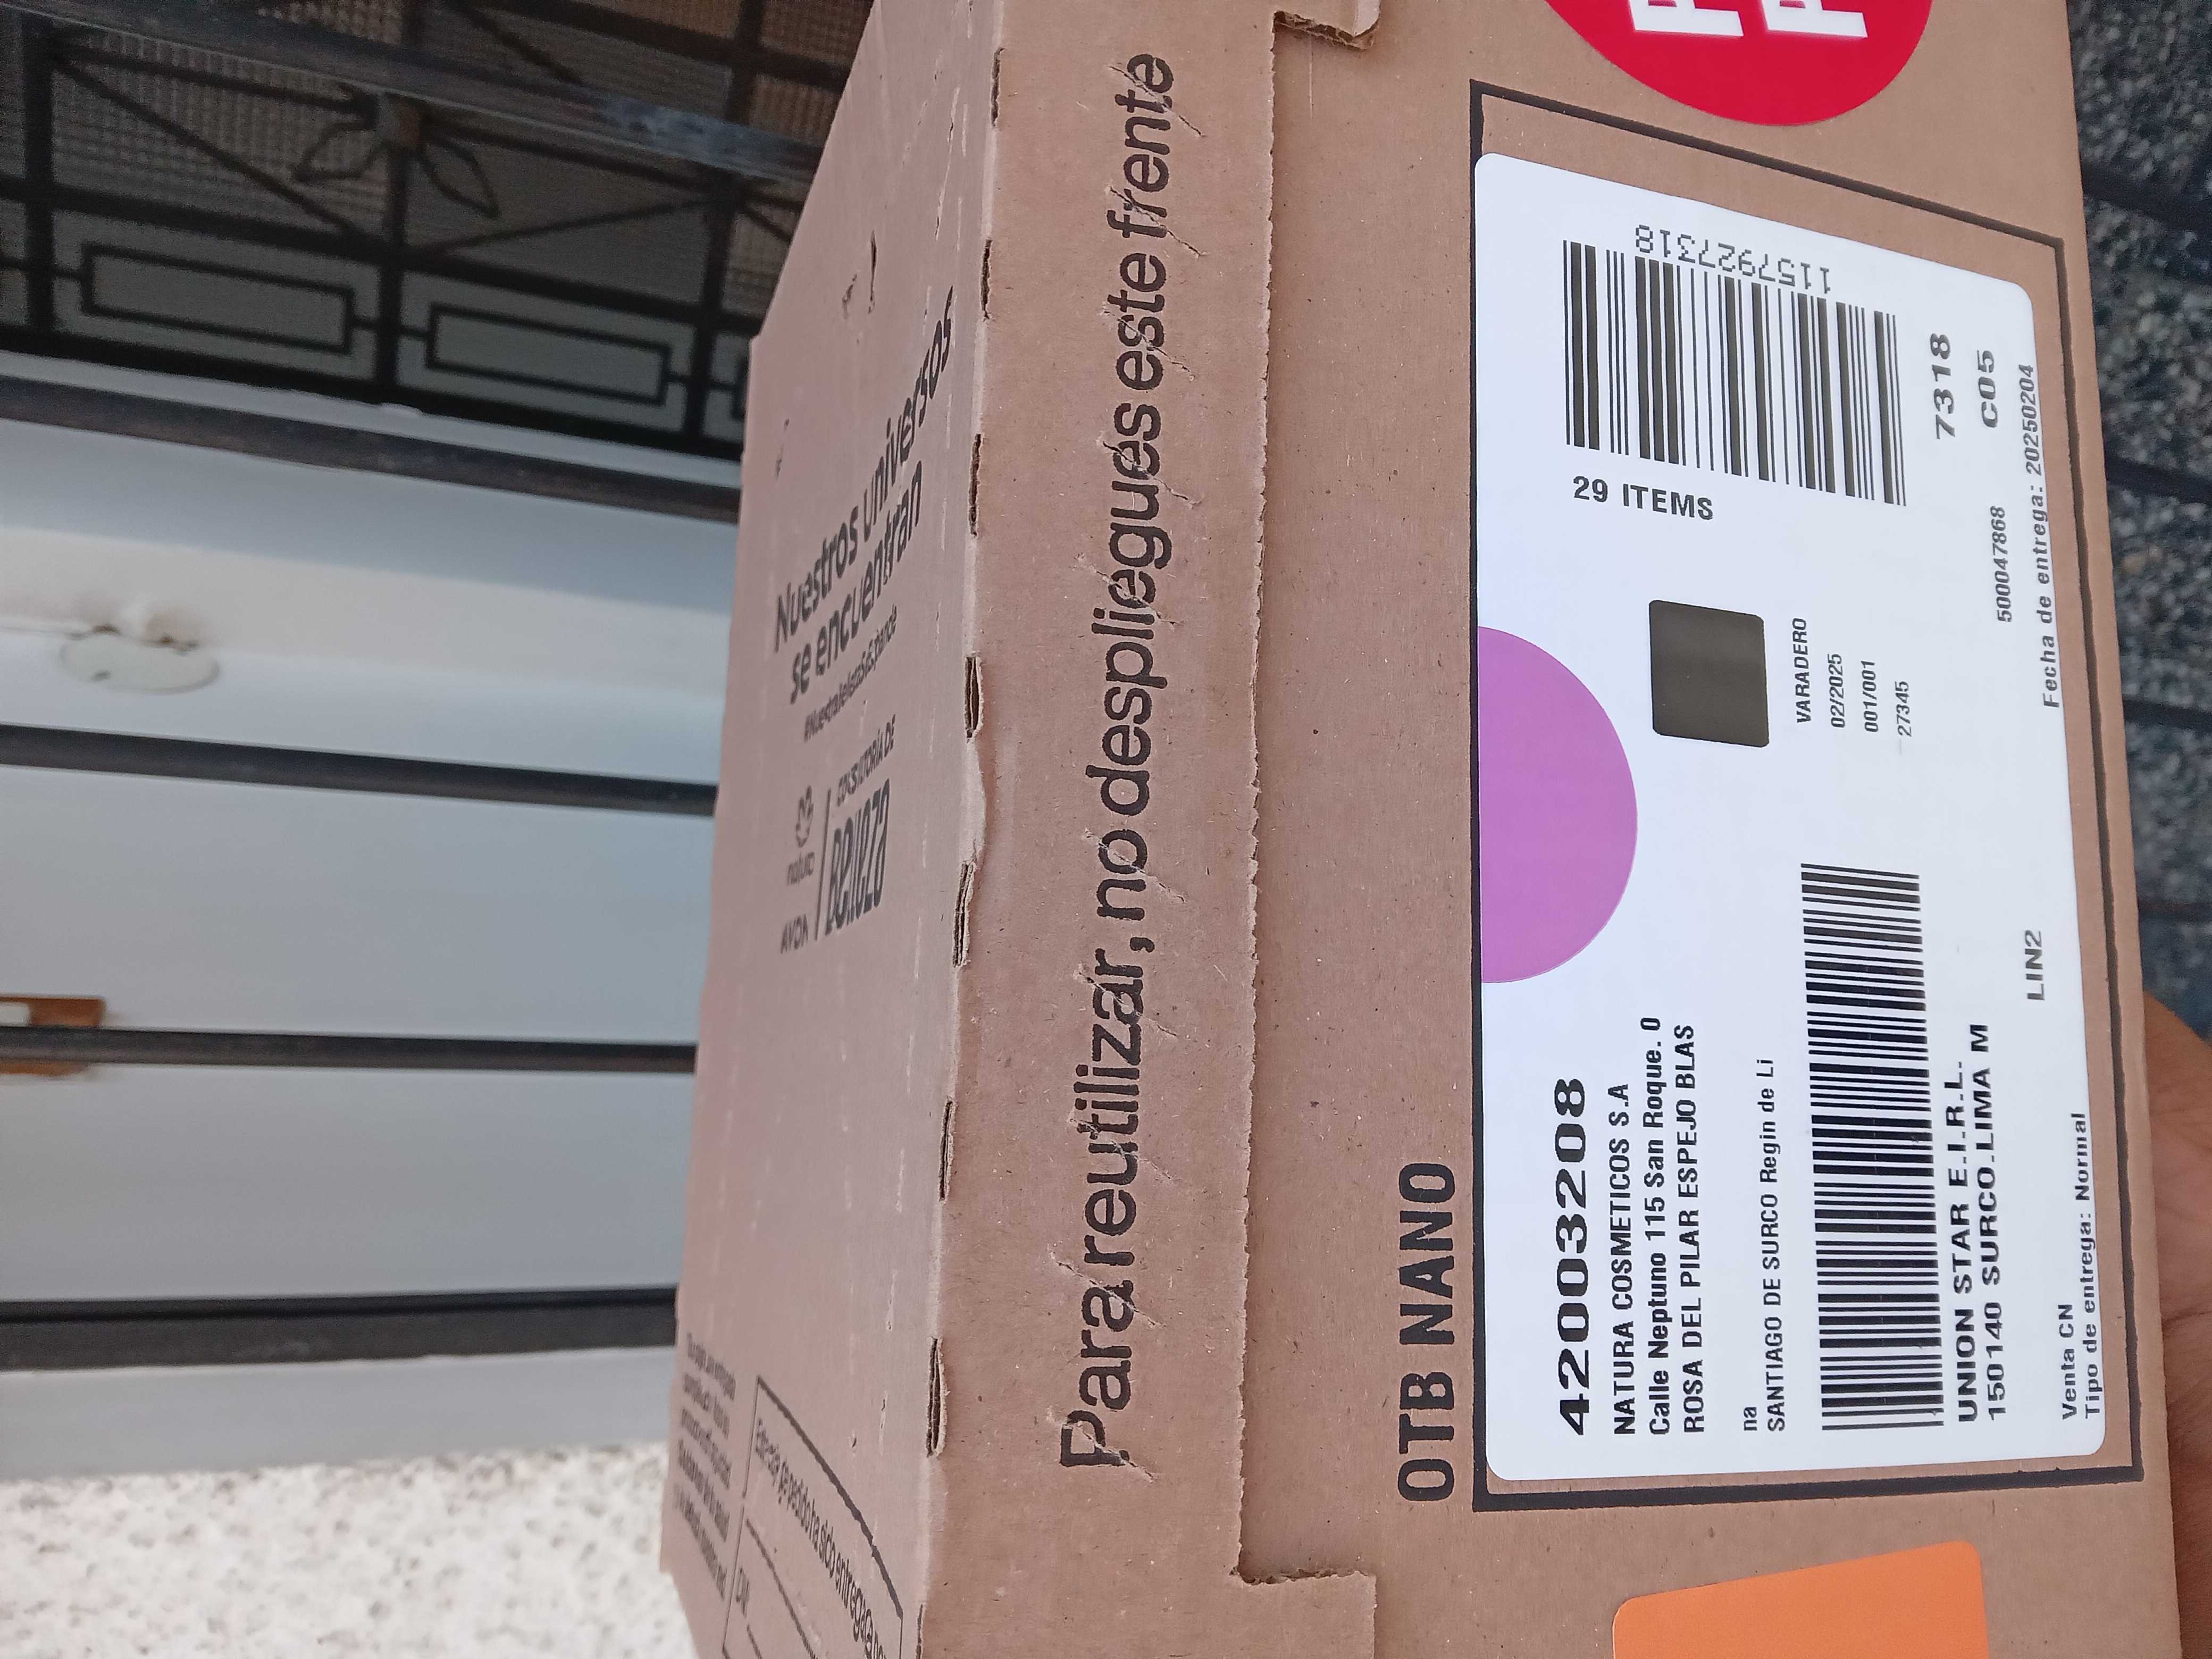 Nuestros universos
se encuentran
natura
AVON
CONSULTORÍA DE
BELLEZA
Para reutilizar, no despliegues este frente
OTB NANO
42003208
NATURA COSMETICOS S.A
Calle Neptuno 115 San Roque. 0
ROSA DEL PILAR ESPEJO BLAS
na
SANTIAGO DE SURCO Regin de Li
UNION STAR E.I.R.L.
150140 SURCO.LIMA M
LIN2
Venta CN
Tipo de entrega: Normal
VARADERO
02/2025
001/001
27345
29 ITEMS
1157927318
7318
C05
500047868
Fecha de entrega: 20250204